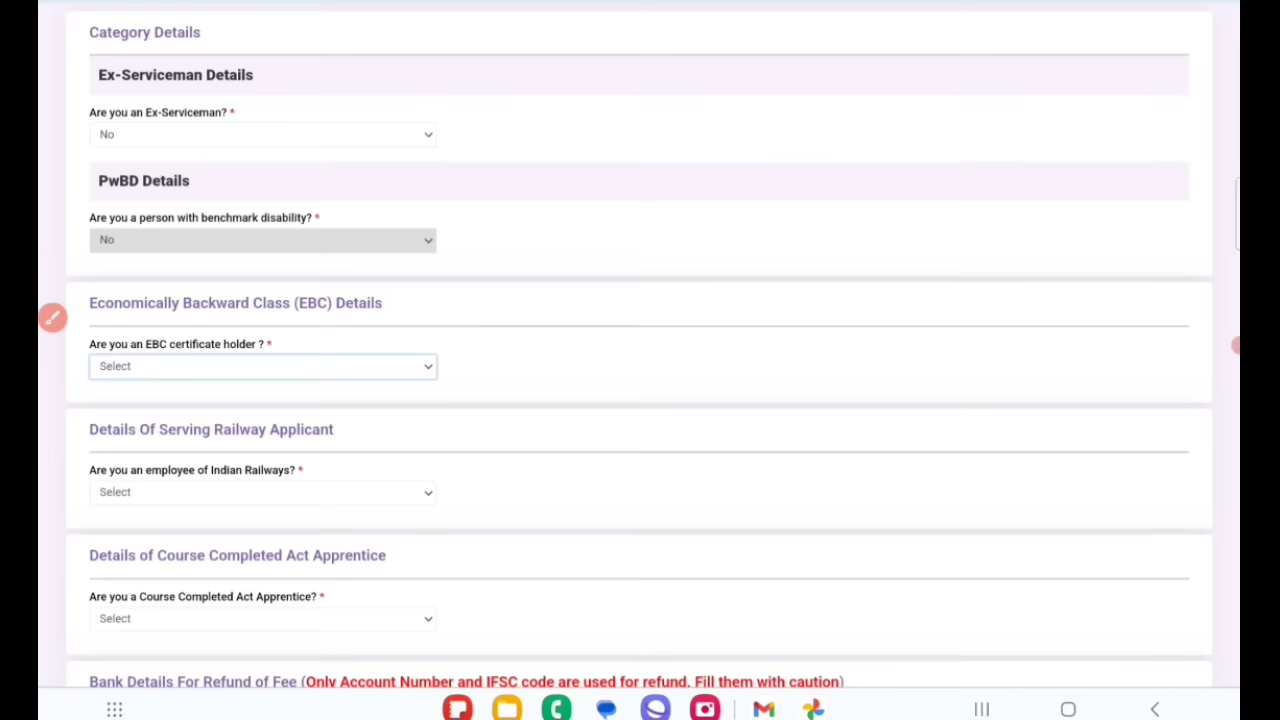 Category Details
Ex-Serviceman Details
Are you an Ex-Serviceman? *
No
PwBD Details
Are you a person with benchmark disability? *
No
Economically Backward Class (EBC) Details
Are you an EBC certificate holder ? *
Select
Details Of Serving Railway Applicant
Are you an employee of Indian Railways? *
Select
Details of Course Completed Act Apprentice
Are you a Course Completed Act Apprentice? *
Select
Bank Details For Refund of Fee (Only Account Number and IFSC code are used for refund. Fill them with caution)